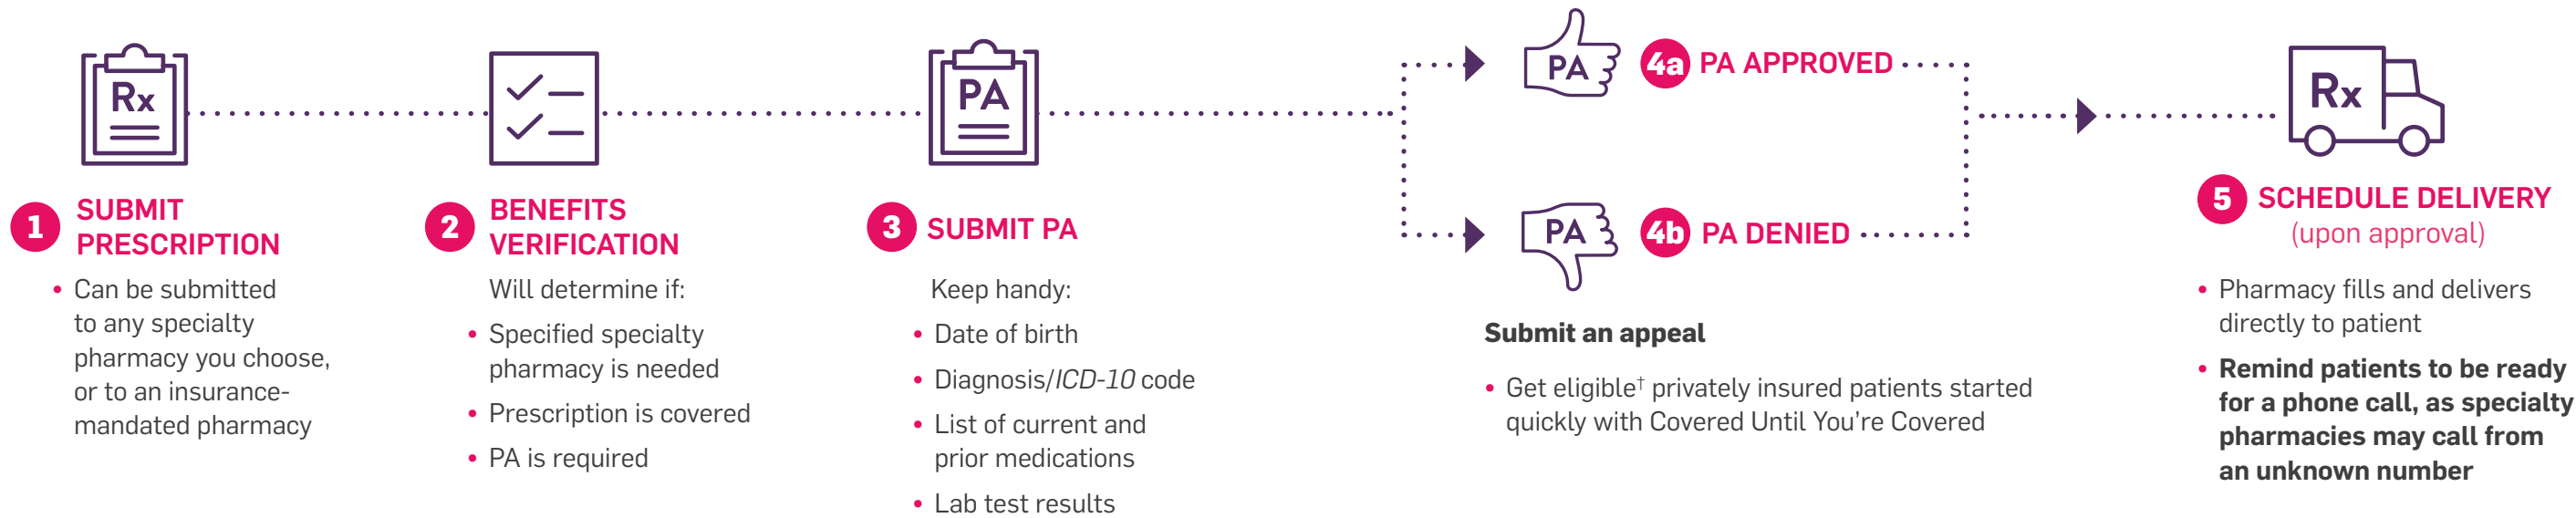 Rx
1 SUBMIT
PRESCRIPTION
• Can be submitted
to any specialty
pharmacy you choose,
or to an insurance-
mandated pharmacy
2 BENEFITS
VERIFICATION
Will determine if:
• Specified specialty
pharmacy is needed
• Prescription is covered
• PA is required
PA
3 SUBMIT PA
Keep handy:
• Date of birth
• Diagnosis/ICD-10 code
• List of current and
prior medications
• Lab test results
PA 4a PA APPROVED
PA 4b PA DENIED
Submit an appeal
• Get eligible† privately insured patients started
quickly with Covered Until You’re Covered
Rx
5 SCHEDULE DELIVERY
(upon approval)
• Pharmacy fills and delivers
directly to patient
• Remind patients to be ready
for a phone call, as specialty
pharmacies may call from
an unknown number